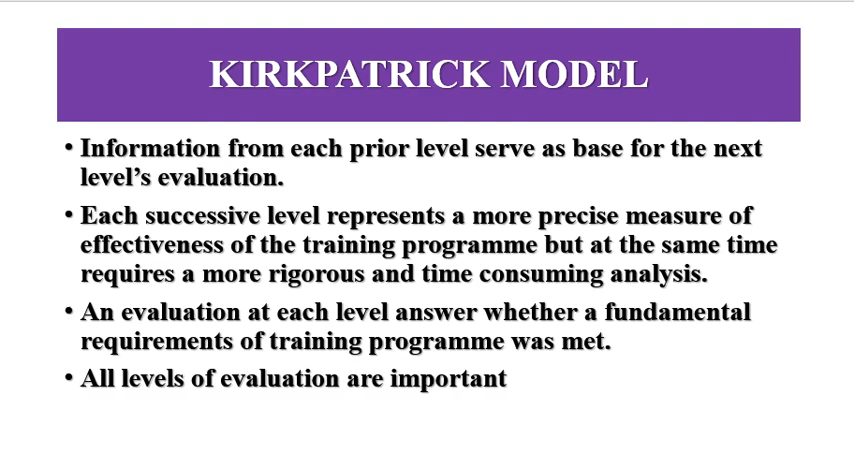 KIRKPATRICK MODEL
• Information from each prior level serve as base for the next
level’s evaluation.
• Each successive level represents a more precise measure of
effectiveness of the training programme but at the same time
requires a more rigorous and time consuming analysis.
• An evaluation at each level answer whether a fundamental
requirements of training programme was met.
• All levels of evaluation are important